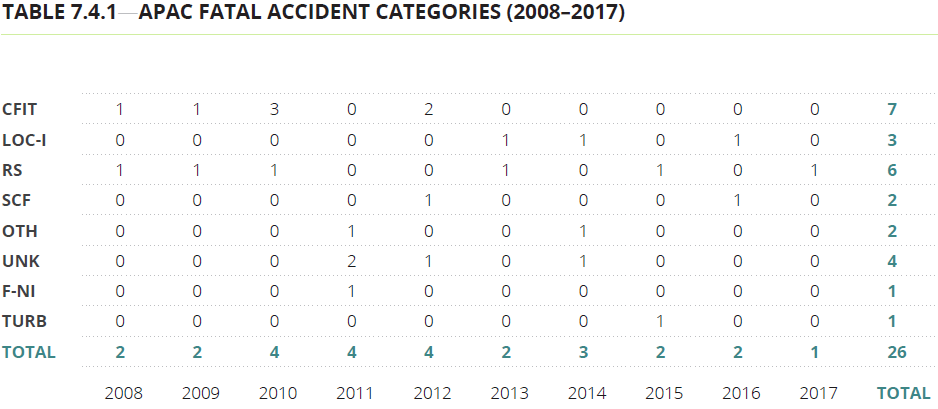 TABLE 7.4.1—APAC FATAL ACCIDENT CATEGORIES (2008–2017)
CFIT 1 1 3 0 2 0 0 0 0 0 7
LOC-I 0 0 0 0 0 1 1 0 1 0 3
RS 1 1 1 0 0 1 0 1 0 1 6
SCF 0 0 0 0 1 0 0 0 1 0 2
OTH 0 0 0 1 0 0 1 0 0 0 2
UNK 0 0 0 2 1 0 1 0 0 0 4
F-NI 0 0 0 1 0 0 0 0 0 0 1
TURB 0 0 0 0 0 0 0 1 0 0 1
TOTAL 2 2 4 4 4 2 3 2 2 1 26
2008 2009 2010 2011 2012 2013 2014 2015 2016 2017 TOTAL